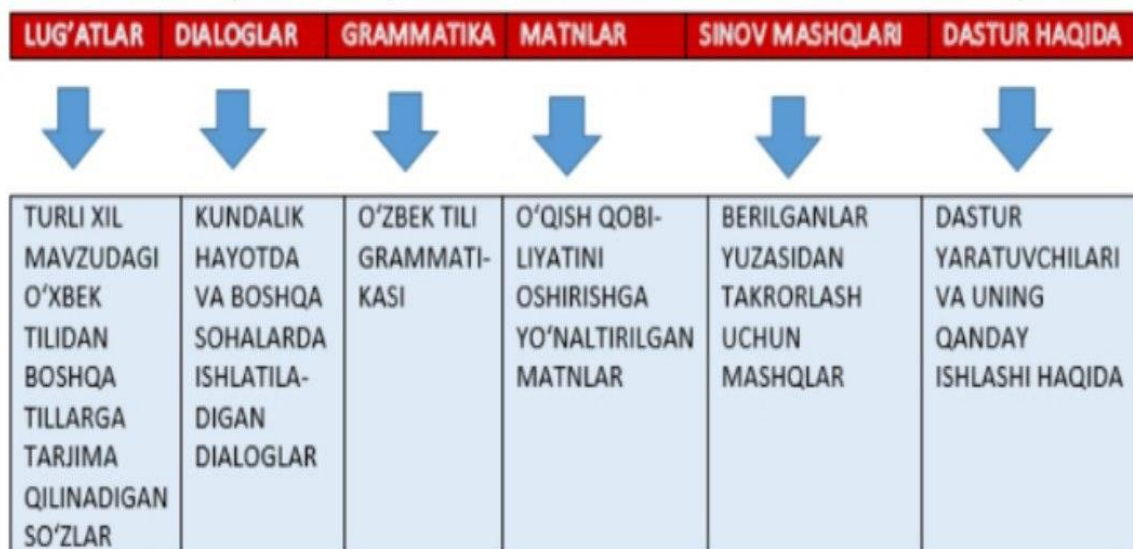 LUG'ATLAR
DIALOGLAR
GRAMMATIKA
MATNLAR
SINOV MASHQLARI
DASTUR HAQIDA
TURLI XIL
MAVZUDAGI
O'XBEK
TILIDAN
BOSHQA
TILLARGA
TARJIMA
QILINADIGAN
SO'ZLAR
KUNDALIK
HAYOTDA
VA BOSHQA
SOHALARDA
ISHLATILA-
DIGAN
DIALOGLAR
O'ZBEK TILI
GRAMMATI-
KASI
O'QISH QOBI-
LIYATINI
OSHIRISHGA
YO'NALTIRILGAN
MATNLAR
BERILGANLAR
YUZASIDAN
TAKRORLASH
UCHUN
MASHQLAR
DASTUR
YARATUVCHILARI
VA UNING
QANDAY
ISHLASHI HAQIDA